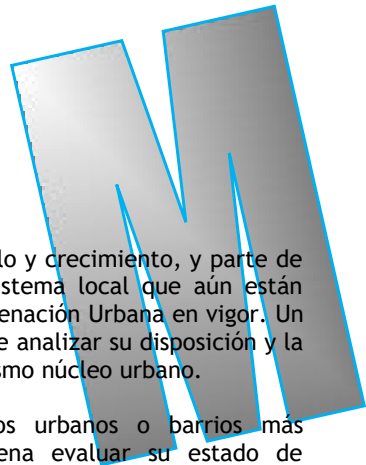 M
lo y crecimiento, y parte de
istema local que aún están
enación Urbana en vigor. Un
e analizar su disposición y la
smo núcleo urbano.
os urbanos o barrios más
ena evaluar su estado de